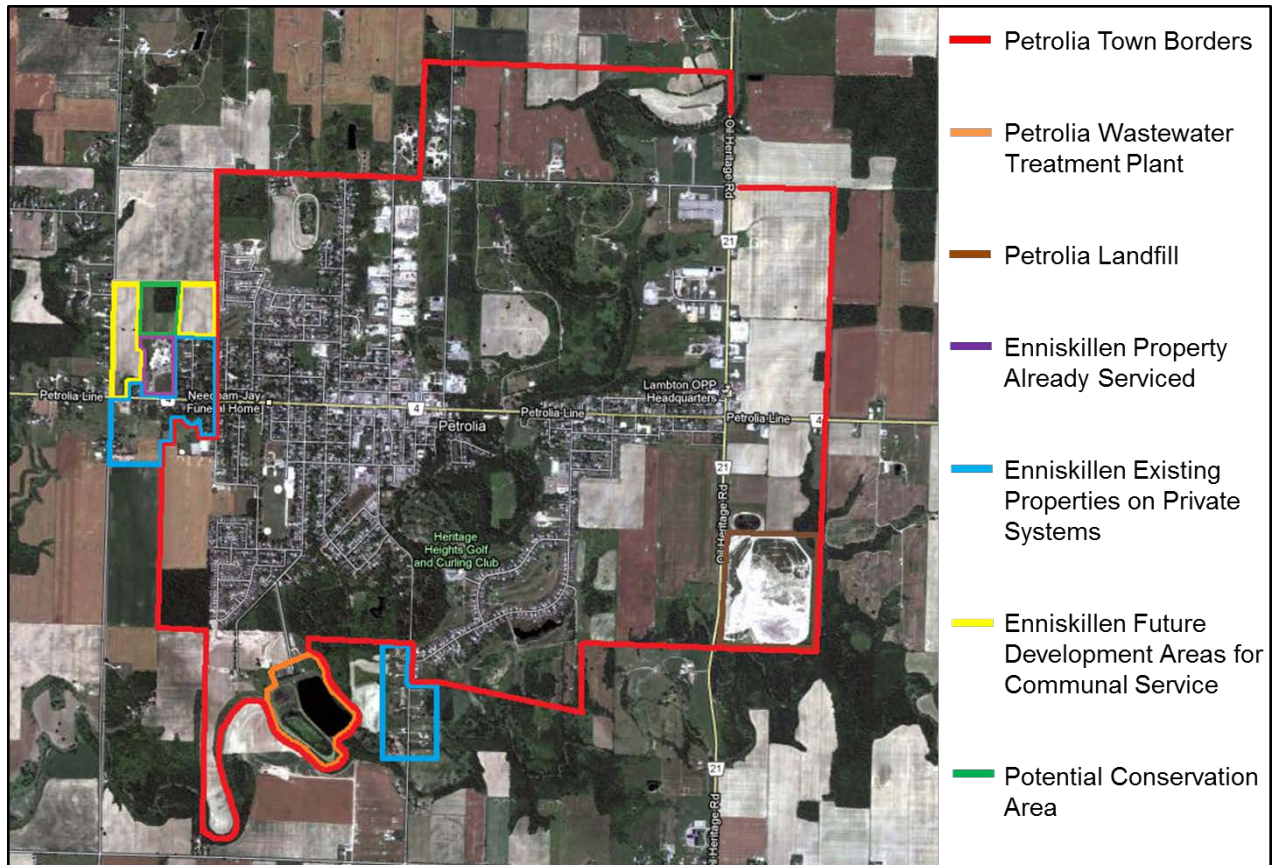 Oil Heritage Rd
21
Petrolia Line
4
Needham-Jay
Funeral Home
4
Petrolia Line
Petrolia
Lambton OPP
Headquarters
Petrolia Line
4
21
Oil Heritage Rd
Heritage
Heights Golf
and Curling Club
21
Oil Heritage Rd
Petrolia Town Borders
Petrolia Wastewater
Treatment Plant
Petrolia Landfill
Enniskillen Property
Already Serviced
Enniskillen Existing
Properties on Private
Systems
Enniskillen Future
Development Areas for
Communal Service
Potential Conservation
Area